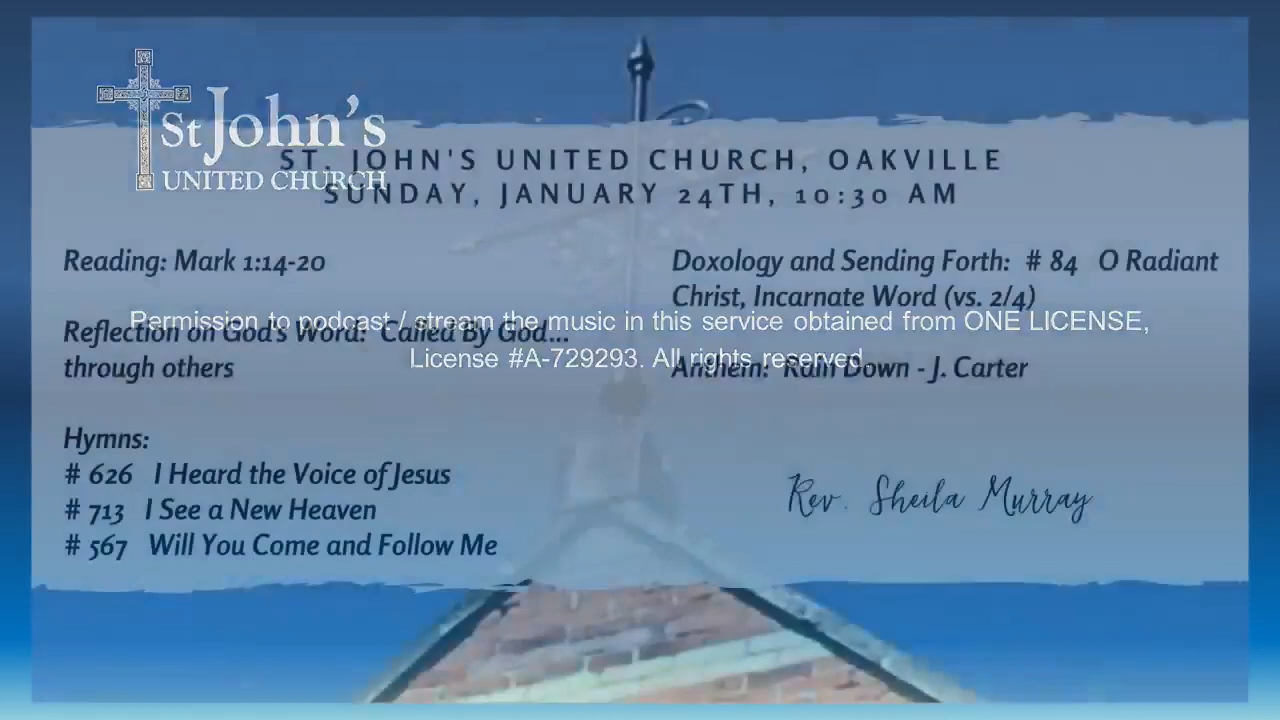 St John's
UNITED CHURCH
ST. JOHN'S UNITED CHURCH, OAKVILLE
SUNDAY, JANUARY 24TH, 10:30 AM
Reading: Mark 1:14-20
Reflection on God's Word: Called By God...
through others
Hymns:
# 626 I Heard the Voice of Jesus
# 713 I See a New Heaven
# 567 Will You Come and Follow Me
Doxology and Sending Forth: # 84 O Radiant
Christ, Incarnate Word (vs. 2/4)
Anthem: Rain Down - J. Carter
Rev. Sheila Murray
Permission to podcast / stream the music in this service obtained from ONE LICENSE,
License #A-729293. All rights reserved.